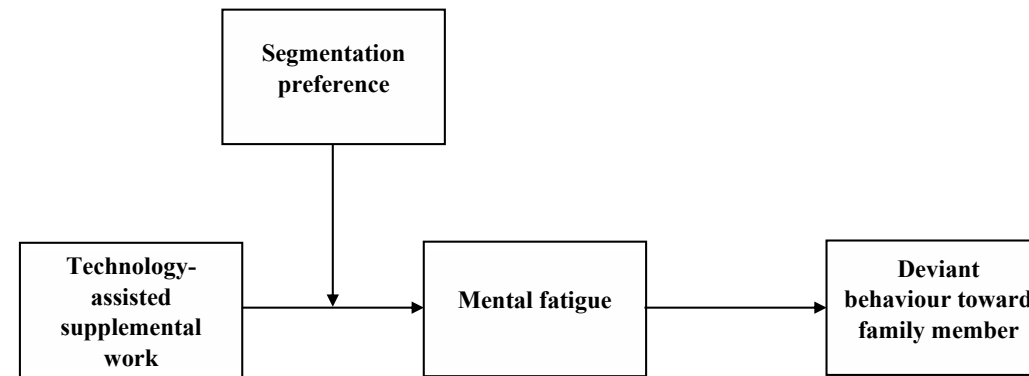 Segmentation
preference
Technology-
assisted
supplemental
work
Mental fatigue
Deviant
behaviour toward
family member